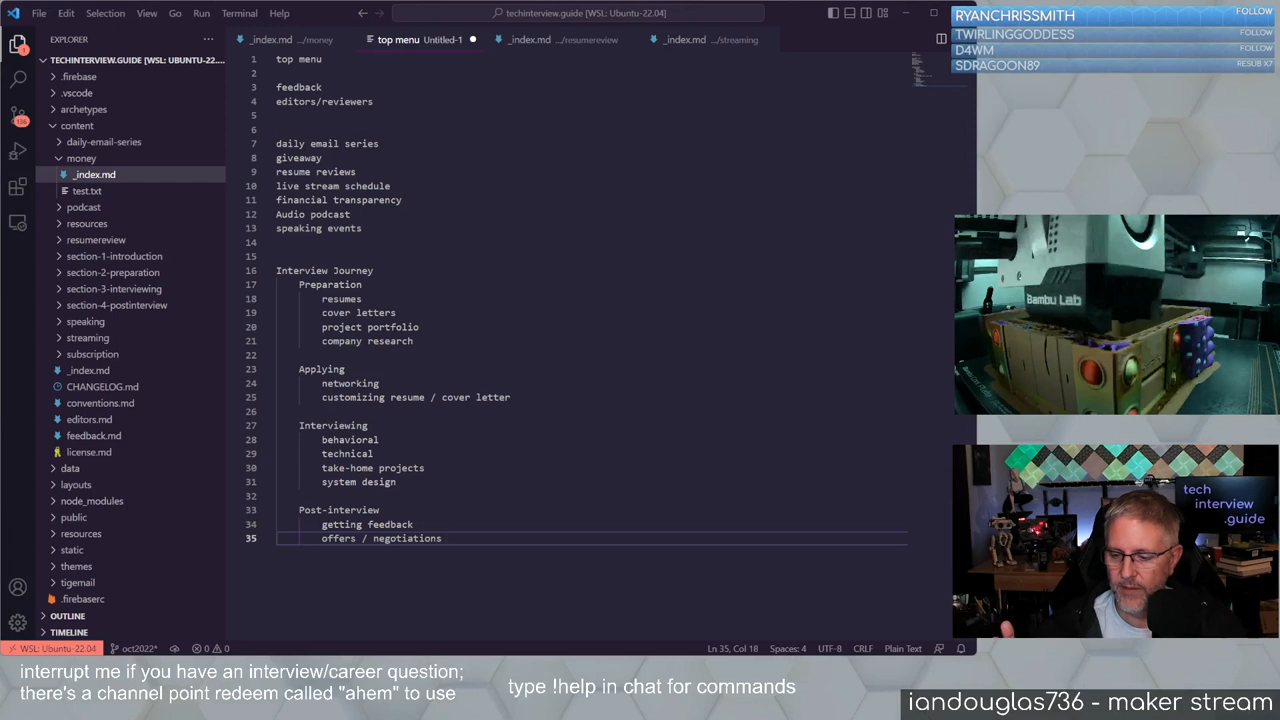 File Edit Selection View Go Run Terminal Help
techinterview.guide [WSL: Ubuntu-22.04]
EXPLORER
_index.md .../money
top menu Untitled-1
_index.md .../resumereview
_index.md .../streaming
TECHINTERVIEW.GUIDE [WSL: UBUNTU-22....
.firebase
.vscode
archetypes
content
daily-email-series
money
_index.md
test.txt
podcast
resources
resumereview
section-1-introduction
section-2-preparation
section-3-interviewing
section-4-postinterview
speaking
streaming
subscription
_index.md
CHANGELOG.md
conventions.md
editors.md
feedback.md
license.md
data
layouts
node_modules
public
resources
static
themes
tigemail
.firebaserc
OUTLINE
TIMELINE
1
136
1 top menu
2
3 feedback
4 editors/reviewers
5
6
7 daily email series
8 giveaway
9 resume reviews
10 live stream schedule
11 financial transparency
12 Audio podcast
13 speaking events
14
15
16 Interview Journey
17 Preparation
18 resumes
19 cover letters
20 project portfolio
21 company research
22
23 Applying
24 networking
25 customizing resume / cover letter
26
27 Interviewing
28 behavioral
29 technical
30 take-home projects
31 system design
32
33 Post-interview
34 getting feedback
35 offers / negotiations
WSL: Ubuntu-22.04 oct2022* 0 0 Ln 35, Col 18 Spaces: 4 UTF-8 CRLF Plain Text
RYANCHRISSMITH FOLLOW
TWIRLINGGODDESS FOLLOW
D4WM FOLLOW
SDRAGOON89 RESUB X7
Bambu Lab
tech
interview
.guide
interrupt me if you have an interview/career question;
there's a channel point redeem called "ahem" to use
type !help in chat for commands
iandouglas736 - maker stream